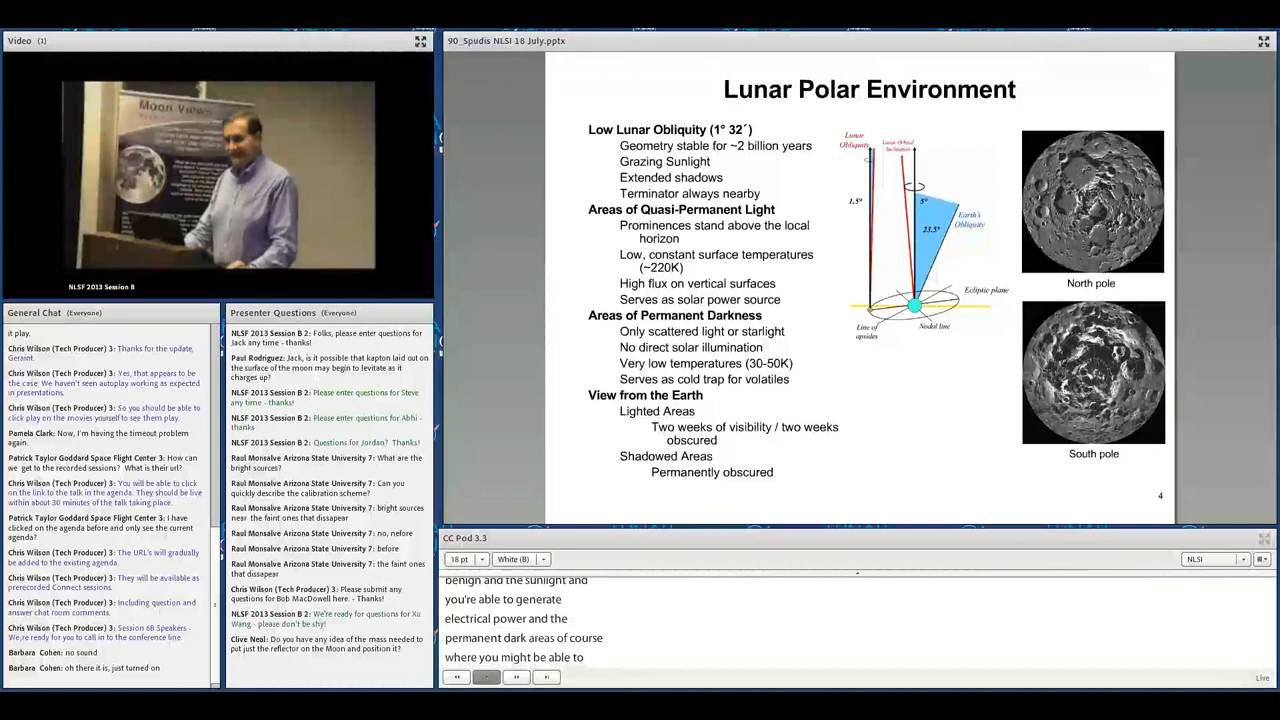 Video (1)
Moon View
NLSF 2013 Session B
General Chat (Everyone)
it play.
Chris Wilson (Tech Producer) 3: Thanks for the update,
Geraint.
Chris Wilson (Tech Producer) 3: Yes, that appears to be
the case. We haven't seen autoplay working as expected
in presentations.
Chris Wilson (Tech Producer) 3: So you should be able to
click play on the movies yourself to see them play.
Pamela Clark: Now, I'm having the timeout problem
again.
Patrick Taylor Goddard Space Flight Center 3: How can
we get to the recorded sessions? What is their url?
Chris Wilson (Tech Producer) 3: You will be able to click
on the link to the talk in the agenda. They should be live
within about 30 minutes of the talk taking place.
Patrick Taylor Goddard Space Flight Center 3: I have
clicked on the agenda before and only see the current
agenda?
Chris Wilson (Tech Producer) 3: The URL's will gradually
be added to the existing agenda.
Chris Wilson (Tech Producer) 3: They will be available as
prerecorded Connect sessions.
Chris Wilson (Tech Producer) 3: Including question and
answer chat room comments.
Chris Wilson (Tech Producer) 3: Session 6B Speakers -
We;re ready for you to call in to the conference line
Barbara Cohen: no sound
Barbara Cohen: oh there it is, just turned on
Presenter Questions (Everyone)
NLSF 2013 Session B 2: Folks, please enter questions for
Jack any time - thanks!
Paul Rodriguez: Jack, is it possible that kapton laid out on
the surface of the moon may begin to levitate as it
charges up?
NLSF 2013 Session B 2: Please enter questions for Steve
any time - thanks!
NLSF 2013 Session B 2: Please enter questions for Abhi -
thanks
NLSF 2013 Session B 2: Questions for Jordan? Thanks!
Raul Monsalve Arizona State University 7: What are the
bright sources?
Raul Monsalve Arizona State University 7: Can you
quickly describe the calibration scheme?
Raul Monsalve Arizona State University 7: bright sources
near the faint ones that dissapear
Raul Monsalve Arizona State University 7: no, nefore
Raul Monsalve Arizona State University 7: before
Raul Monsalve Arizona State University 7: the faint ones
that dissapear
Chris Wilson (Tech Producer) 3: Please submit any
questions for Bob MacDowell here. - Thanks!
NLSF 2013 Session B 2: We're ready for questions for Xu
Wang - please don't be shy!
Clive Neal: Do you have any idea of the mass needed to
put just the reflector on the Moon and position it?
90_Spudis NLSI 18 July.pptx
Lunar Polar Environment
Low Lunar Obliquity (1° 32´)
Geometry stable for ~2 billion years
Grazing Sunlight
Extended shadows
Terminator always nearby
Areas of Quasi-Permanent Light
Prominences stand above the local
horizon
Low, constant surface temperatures
(~220K)
High flux on vertical surfaces
Serves as solar power source
Areas of Permanent Darkness
Only scattered light or starlight
No direct solar illumination
Very low temperatures (30-50K)
Serves as cold trap for volatiles
View from the Earth
Lighted Areas
Two weeks of visibility / two weeks
obscured
Shadowed Areas
Permanently obscured
Lunar
Obliquity
Lunar Orbital
Inclination
1.5°
5°
23.5°
Earth's
Obliquity
Ecliptic plane
Line of
apsides
Nodal line
North pole
South pole
4
CC Pod 3.3
18 pt
White (B)
NLSI
benign and the sunlight and
you're able to generate
electrical power and the
permanent dark areas of course
where you might be able to
Live